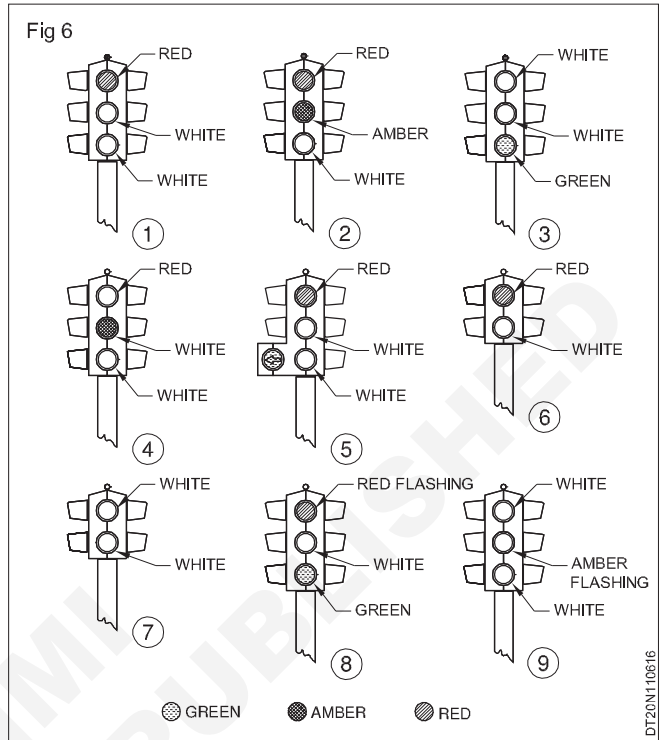 Fig 6
RED
WHITE
WHITE
1
RED
AMBER
WHITE
2
WHITE
WHITE
GREEN
3
RED
WHITE
WHITE
4
RED
WHITE
WHITE
5
RED
WHITE
6
WHITE
WHITE
7
RED FLASHING
WHITE
GREEN
8
WHITE
AMBER
FLASHING
WHITE
9
GREEN AMBER RED
DT20N110616